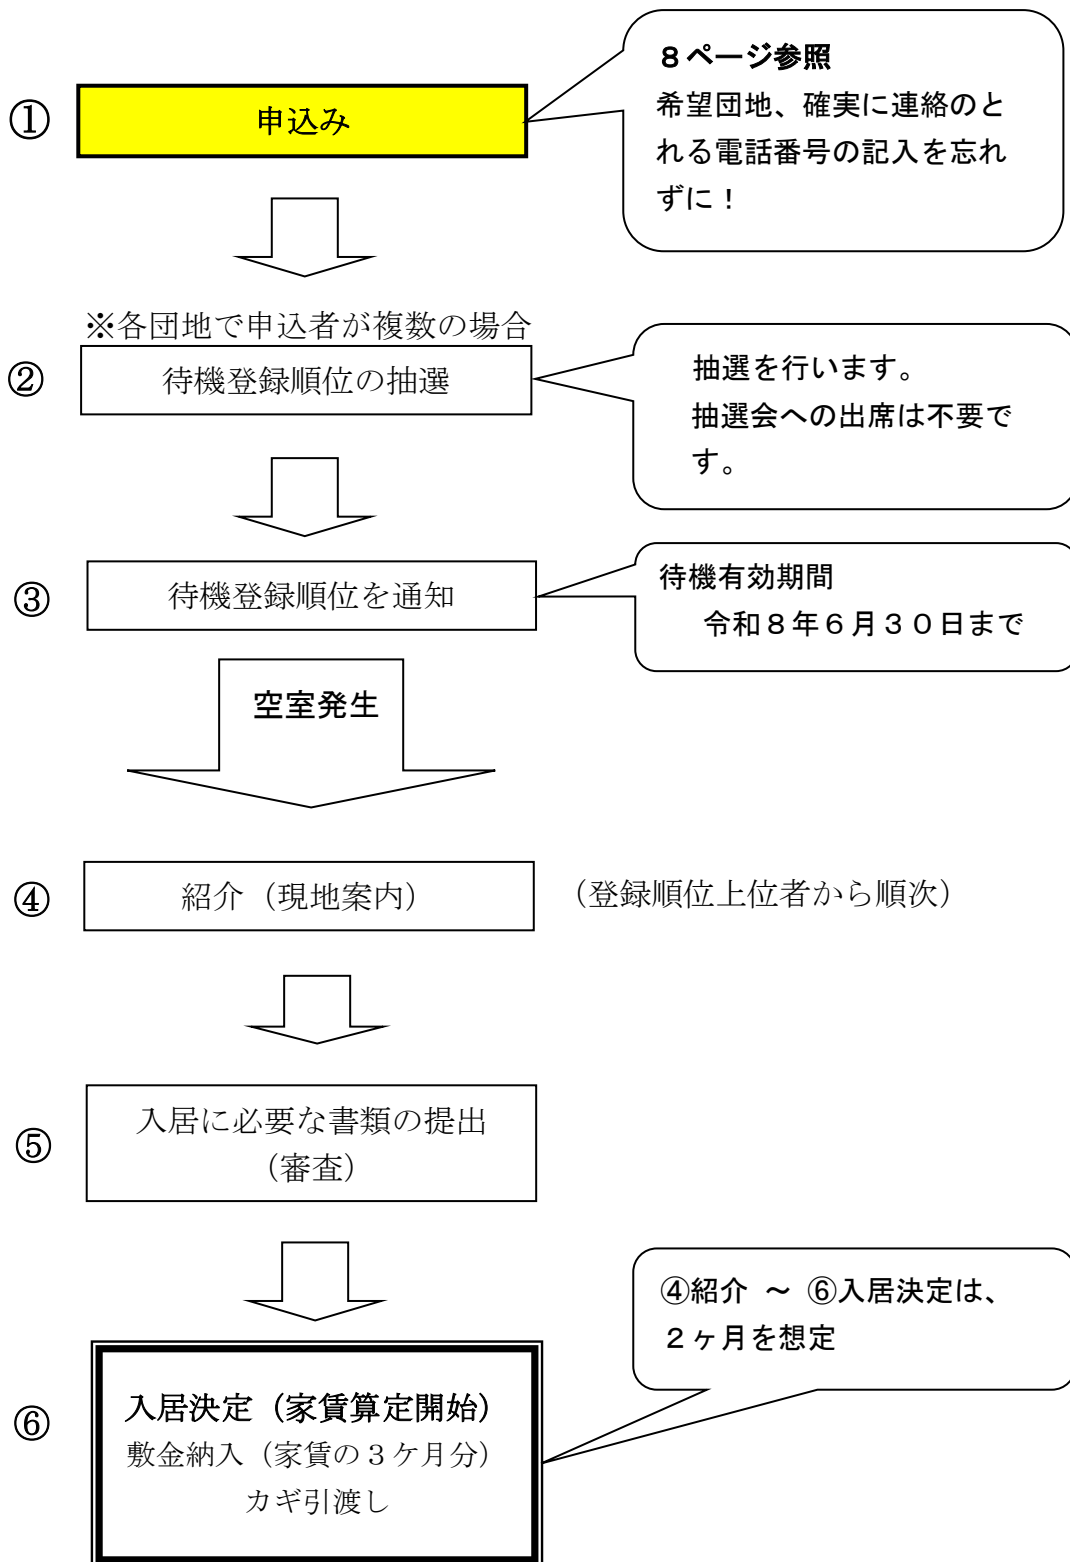 ①
申込み
8ページ参照
希望団地、確実に連絡のと
れる電話番号の記入を忘れ
ずに！
※各団地で申込者が複数の場合
②
待機登録順位の抽選
抽選を行います。
抽選会への出席は不要で
す。
③
待機登録順位を通知
待機有効期間
令和８年６月３０日まで
空室発生
④
紹介（現地案内）
（登録順位上位者から順次）
⑤
入居に必要な書類の提出
（審査）
④紹介 ～ ⑥入居決定は、
２ヶ月を想定
⑥
入居決定（家賃算定開始）
敷金納入（家賃の３ケ月分）
カギ引渡し